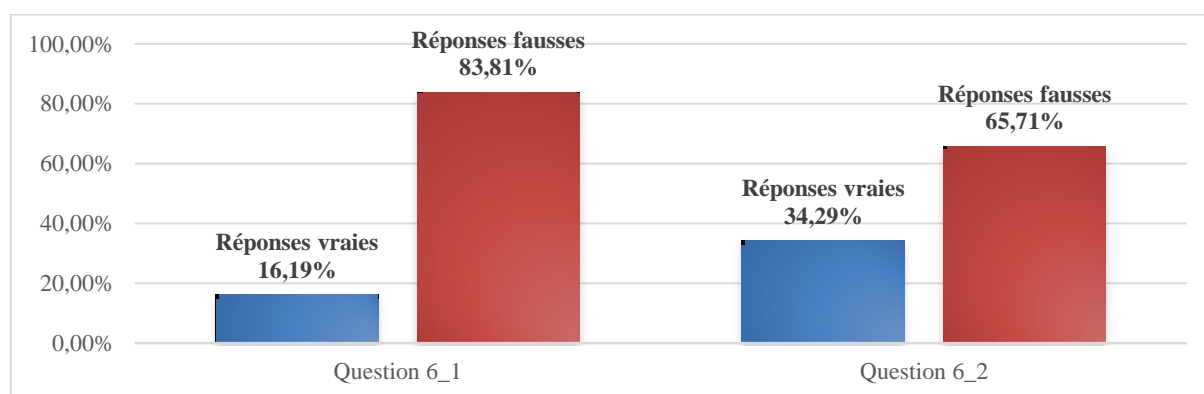 100,00%
80,00%
60,00%
40,00%
20,00%
0,00%
Réponses vraies
16,19%
Réponses fausses
83,81%
Réponses vraies
34,29%
Réponses fausses
65,71%
Question 6_1
Question 6_2